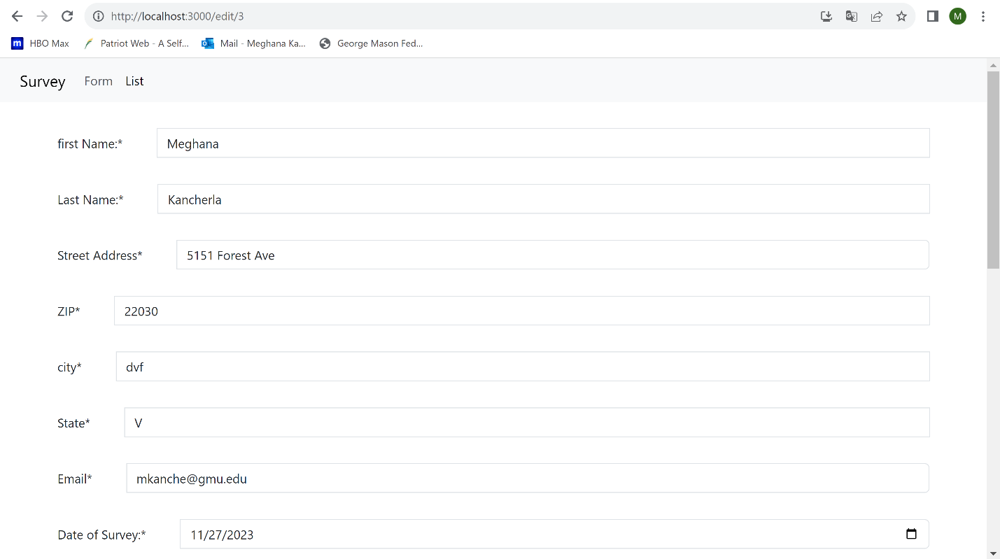 http://localhost:3000/edit/3
M
m HBO Max Patriot Web - A Self... Mail - Meghana Ka... George Mason Fed...
Survey Form List
first Name:* Meghana
Last Name:* Kancherla
Street Address* 5151 Forest Ave
ZIP* 22030
city* dvf
State* V
Email* mkanche@gmu.edu
Date of Survey:* 11/27/2023